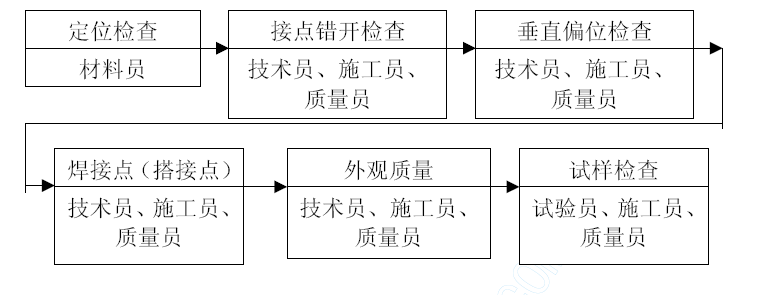 定位检查
材料员
接点错开检查
技术员、施工员、
质量员
垂直偏位检查
技术员、施工员、
质量员
焊接点（搭接点）
技术员、施工员、
质量员
外观质量
技术员、施工员、
质量员
试样检查
试验员、施工员、
质量员